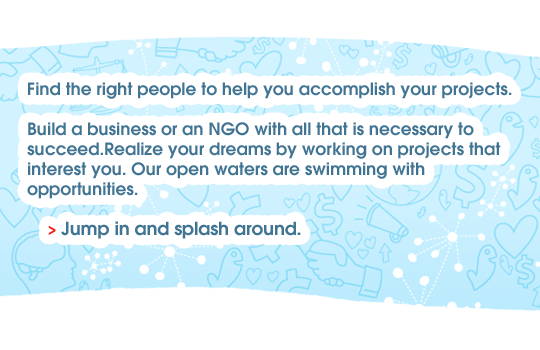 Find the right people to help you accomplish your projects.
Build a business or an NGO with all that is necessary to
succeed.Realize your dreams by working on projects that
interest you. Our open waters are swimming with
opportunities.
> Jump in and splash around.